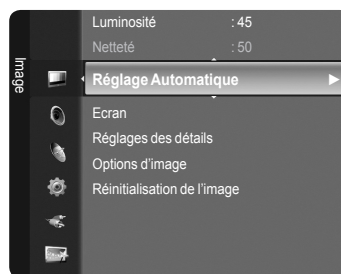 Image
Luminosité : 45
Netteté : 50
Réglage Automatique
Ecran
Réglages des détails
Options d'image
Réinitialisation de l'image